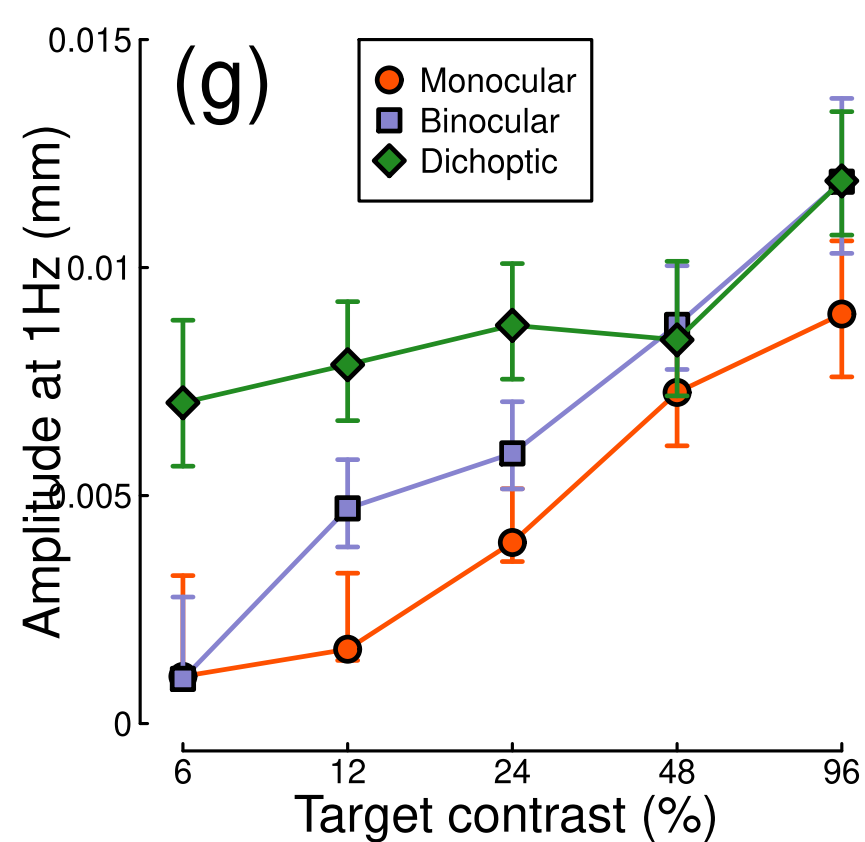 0.015
(g)
Monocular
Binocular
Dichoptic
0.01
0.005
0
Amplitude at 1Hz (mm)
6 12 24 48 96
Target contrast (%)